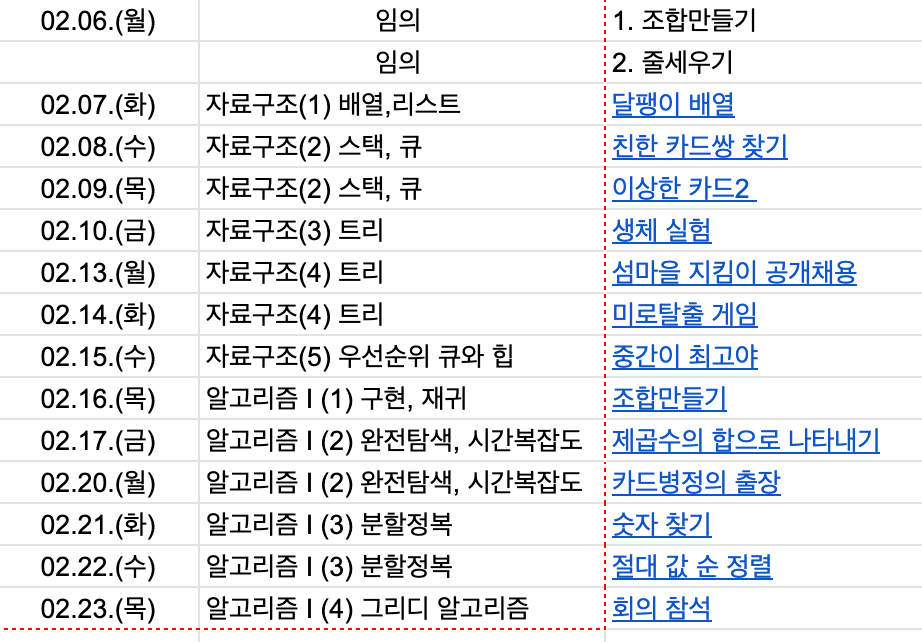 02.06.(월) 임의 1. 조합만들기
임의 2. 줄세우기
02.07.(화) 자료구조(1) 배열,리스트 달팽이 배열
02.08.(수) 자료구조(2) 스택, 큐 친한 카드쌍 찾기
02.09.(목) 자료구조(2) 스택, 큐 이상한 카드2
02.10.(금) 자료구조(3) 트리 생체 실험
02.13.(월) 자료구조(4) 트리 섬마을 지킴이 공개채용
02.14.(화) 자료구조(4) 트리 미로탈출 게임
02.15.(수) 자료구조(5) 우선순위 큐와 힙 중간이 최고야
02.16.(목) 알고리즘 I (1) 구현, 재귀 조합만들기
02.17.(금) 알고리즘 I (2) 완전탐색, 시간복잡도 제곱수의 합으로 나타내기
02.20.(월) 알고리즘 I (2) 완전탐색, 시간복잡도 카드병정의 출장
02.21.(화) 알고리즘 I (3) 분할정복 숫자 찾기
02.22.(수) 알고리즘 I (3) 분할정복 절대 값 순 정렬
02.23.(목) 알고리즘 I (4) 그리디 알고리즘 회의 참석